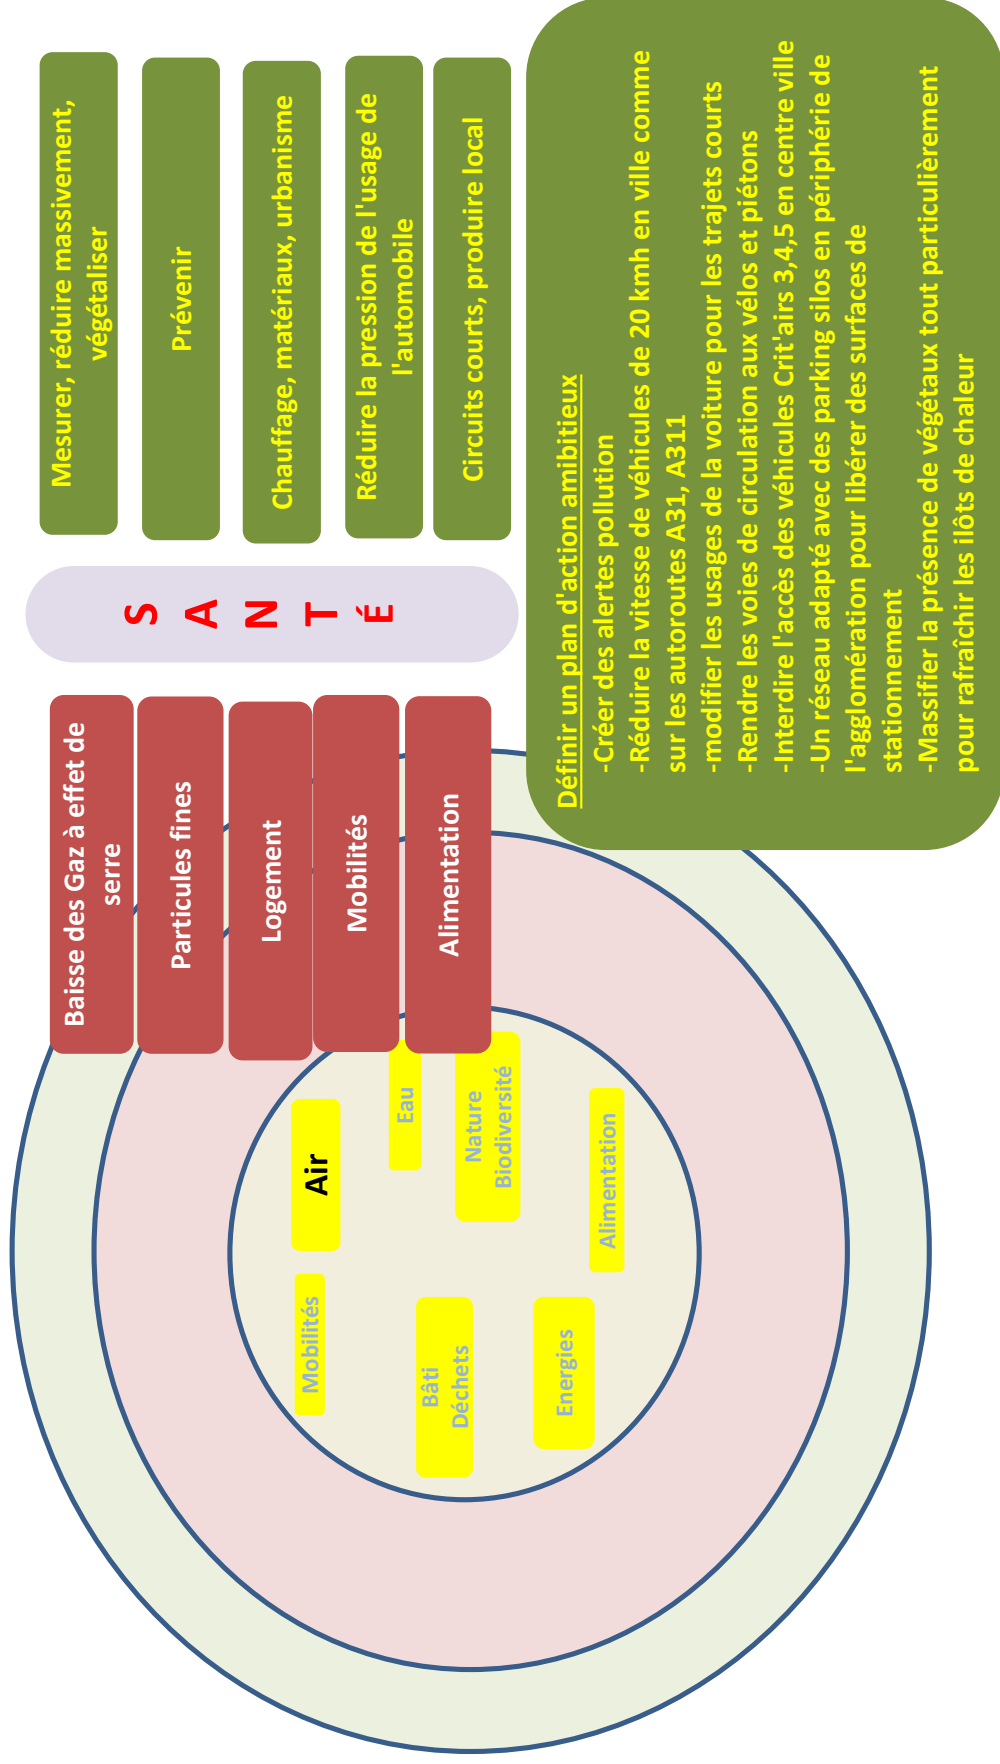 Mobilités
Air
Bâti
Déchets
Eau
Nature
Biodiversité
Energies
Alimentation
Baisse des Gaz à effet de
serre
Particules fines
Logement
Mobilités
Alimentation
S
A
N
T
É
Mesurer, réduire massivement,
végétaliser
Prévenir
Chauffage, matériaux, urbanisme
Réduire la pression de l'usage de
l'automobile
Circuits courts, produire local
Définir un plan d'action amibitieux
-Créer des alertes pollution
-Réduire la vitesse de véhicules de 20 kmh en ville comme
sur les autoroutes A31, A311
-modifier les usages de la voiture pour les trajets courts
-Rendre les voies de circulation aux vélos et piétons
-Interdire l'accès des véhicules Crit'airs 3,4,5 en centre ville
-Un réseau adapté avec des parking silos en périphérie de
l'agglomération pour libérer des surfaces de
stationnement
-Massifier la présence de végétaux tout particulièrement
pour rafraîchir les ilôts de chaleur